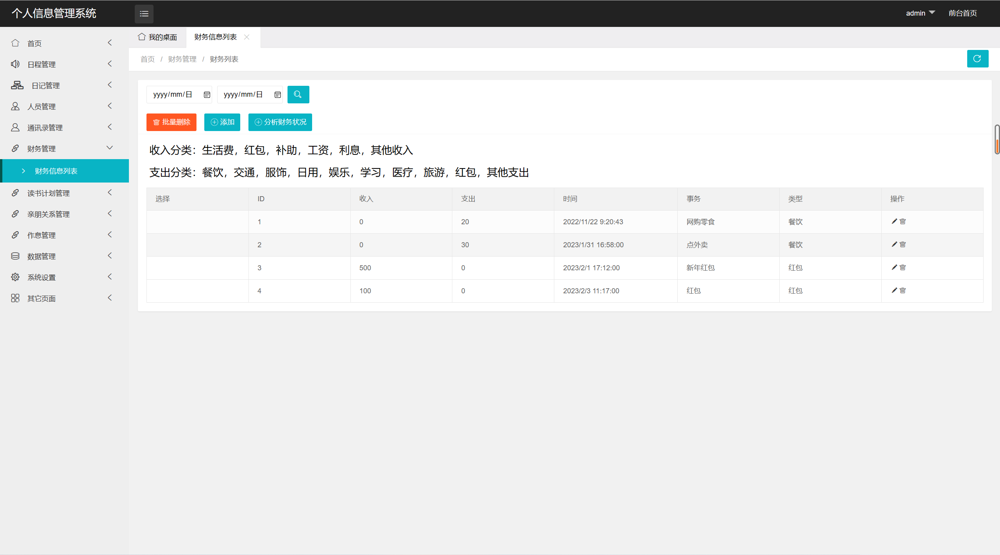 个人信息管理系统
admin 前台首页
首页
日程管理
日记管理
人员管理
通讯录管理
财务管理
财务信息列表
读书计划管理
亲朋关系管理
作息管理
数据管理
系统设置
其它页面
我的桌面 财务信息列表
首页 / 财务管理 / 财务列表
yyyy/mm/日 yyyy/mm/日
批量删除 添加 分析财务状况
收入分类：生活费，红包，补助，工资，利息，其他收入
支出分类：餐饮，交通，服饰，日用，娱乐，学习，医疗，旅游，红包，其他支出
选择 ID 收入 支出 时间 事务 类型 操作
1 0 20 2022/11/22 9:20:43 网购零食 餐饮
2 0 30 2023/1/31 16:58:00 点外卖 餐饮
3 500 0 2023/2/1 17:12:00 新年红包 红包
4 100 0 2023/2/3 11:17:00 红包 红包